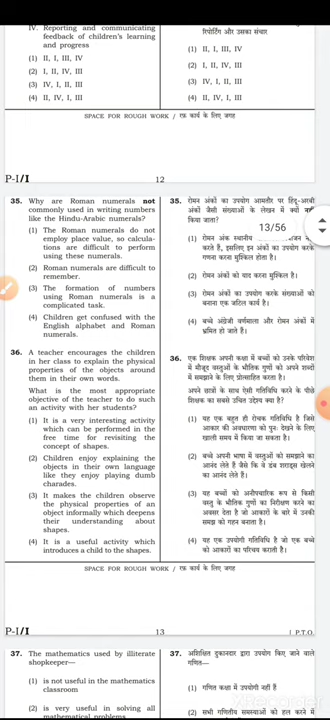 IV. Reporting and communicating
feedback of children's learning
and progress
(1) II, I, III, IV
(2) I, II, IV, III
(3) IV, I, II, III
(4) II, IV, I, III
रिपोर्टिंग और उसका संचार
(1) II, I, III, IV
(2) I, II, IV, III
(3) IV, I, II, III
(4) II, IV, I, III
SPACE FOR ROUGH WORK / रफ़ कार्य के लिए जगह
P-I/I
12
13/56
35. Why are Roman numerals not
commonly used in writing numbers
like the Hindu-Arabic numerals?
(1) The Roman numerals do not
employ place value, so calcula-
tions are difficult to perform
using these numerals.
(2) Roman numerals are difficult to
remember.
(3) The formation of numbers
using Roman numerals is a
complicated task.
(4) Children get confused with the
English alphabet and Roman
numerals.
35. रोमन अंकों का उपयोग आमतौर पर हिंदू-अरबी
अंकों जैसी संख्याओं के लेखन में क्यों नहीं
किया जाता?
(1) रोमन अंक स्थानीय
करते हैं, इसलिए इन अंकों का उपयोग करके
गणना करना मुश्किल होता है।
(2) रोमन अंकों को याद करना मुश्किल है।
(3) रोमन अंकों का उपयोग करके संख्याओं को
बनाना एक जटिल कार्य है।
(4) बच्चे अंग्रेजी वर्णमाला और रोमन अंकों में
भ्रमित हो जाते हैं।
36. A teacher encourages the children
in her class to explain the physical
properties of the objects around
them in their own words.
What is the most appropriate
objective of the teacher to do such
an activity with her students?
(1) It is a very interesting activity
which can be performed in the
free time for revisiting the
concept of shapes.
(2) Children enjoy explaining the
objects in their own language
like they enjoy playing dumb
charades.
(3) It makes the children observe
the physical properties of an
object informally which deepens
their understanding about
shapes.
(4) It is a useful activity which
introduces a child to the shapes.
36. एक शिक्षक अपनी कक्षा में बच्चों को उनके परिवेश
में मौजूद वस्तुओं के भौतिक गुणों को अपने शब्दों
में समझाने के लिए प्रोत्साहित करता है।
अपने छात्रों के साथ ऐसी गतिविधि करने के पीछे
शिक्षक का सबसे उचित उद्देश्य क्या है?
(1) यह एक बहुत ही रोचक गतिविधि है जिसे
आकार की अवधारणा को पुनः देखने के लिए
खाली समय में किया जा सकता है।
(2) बच्चे अपनी भाषा में वस्तुओं को समझाने का
आनंद लेते हैं जैसे कि वे डंब शराड्स खेलने
का आनंद लेते हैं।
(3) यह बच्चों को अनौपचारिक रूप से किसी
वस्तु के भौतिक गुणों का निरीक्षण करने का
अवसर देता है जो आकारों के बारे में उनकी
समझ को गहन बनाता है।
(4) यह एक उपयोगी गतिविधि है जो एक बच्चे
को आकारों का परिचय कराती है।
SPACE FOR ROUGH WORK / रफ़ कार्य के लिए जगह
P-I/I
13
[ P.T.O.
37. The mathematics used by illiterate
shopkeeper—
(1) is not useful in the mathematics
classroom
(2) is very useful in solving all
mathematical problems
37. अशिक्षित दुकानदार द्वारा उपयोग किए जाने वाले
गणित—
(1) गणित कक्षा में उपयोगी नहीं हैं
(2) सभी गणितीय समस्याओं को हल करने में